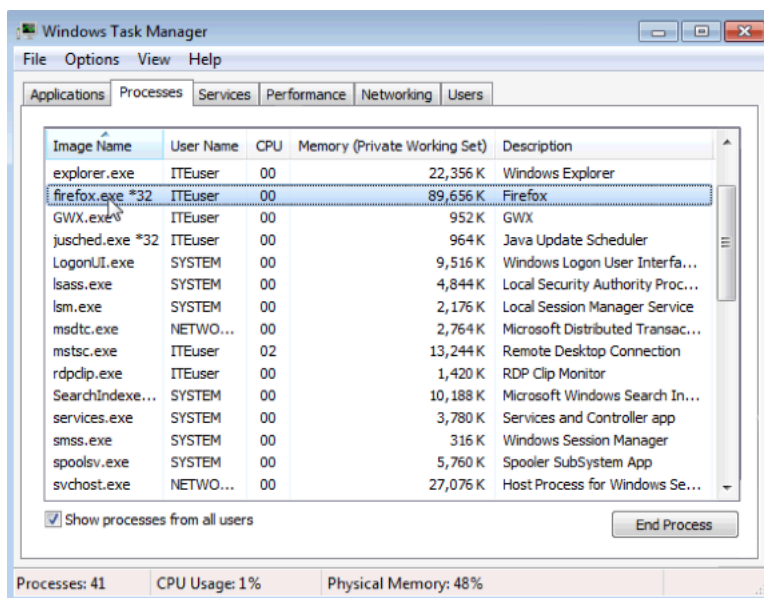 Windows Task Manager
File Options View Help
Applications Processes Services Performance Networking Users
Image Name User Name CPU Memory (Private Working Set) Description
explorer.exe ITEuser 00 22,356 K Windows Explorer
firefox.exe *32 ITEuser 00 89,656 K Firefox
GWX.exe ITEuser 00 952 K GWX
jusched.exe *32 ITEuser 00 964 K Java Update Scheduler
LogonUI.exe SYSTEM 00 9,516 K Windows Logon User Interfa...
lsass.exe SYSTEM 00 4,844 K Local Security Authority Proc...
lsm.exe SYSTEM 00 2,176 K Local Session Manager Service
msdtc.exe NETWO... 00 2,764 K Microsoft Distributed Transac...
mstsc.exe ITEuser 02 13,244 K Remote Desktop Connection
rdpclip.exe ITEuser 00 1,420 K RDP Clip Monitor
SearchIndexe... SYSTEM 00 10,188 K Microsoft Windows Search In...
services.exe SYSTEM 00 3,780 K Services and Controller app
smss.exe SYSTEM 00 316 K Windows Session Manager
spoolsv.exe SYSTEM 00 5,760 K Spooler SubSystem App
svchost.exe NETWO... 00 27,076 K Host Process for Windows Se...
Show processes from all users
End Process
Processes: 41 CPU Usage: 1% Physical Memory: 48%